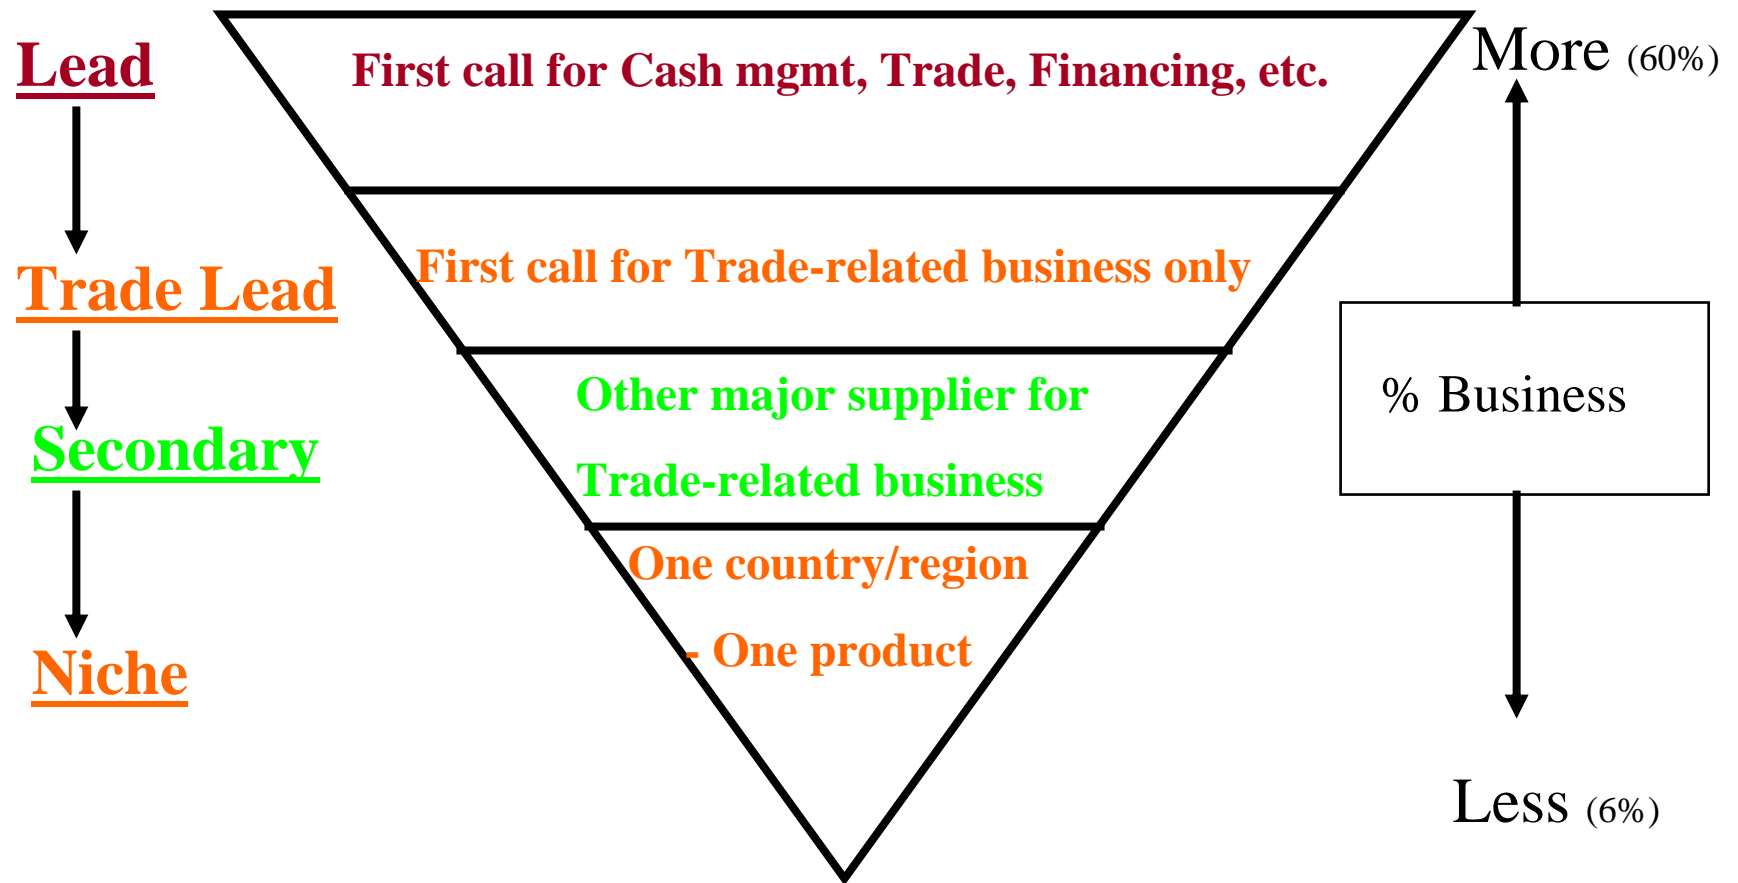 Lead
First call for Cash mgmt, Trade, Financing, etc.
More (60%)
Trade Lead
First call for Trade-related business only
Secondary
Other major supplier for
Trade-related business
% Business
Niche
One country/region
- One product
Less (6%)